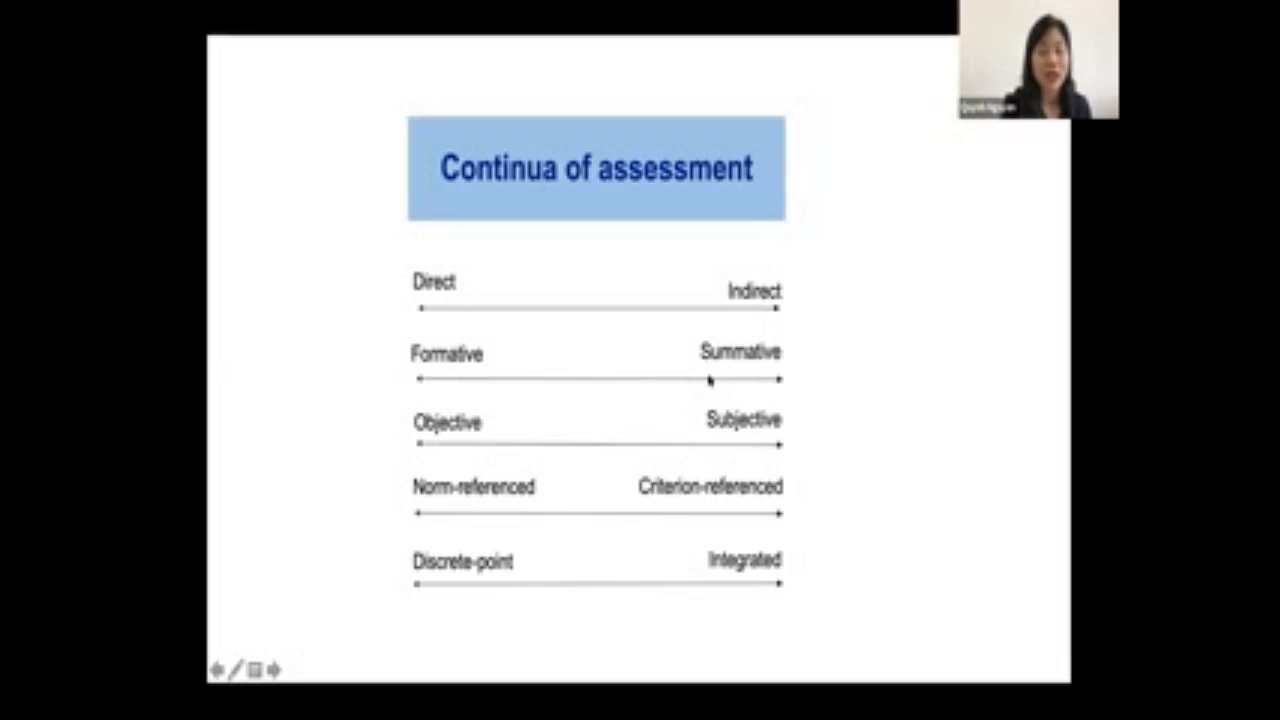 Continua of assessment
Direct
Indirect
Formative
Summative
Objective
Subjective
Norm-referenced
Criterion-referenced
Discrete-point
Integrated